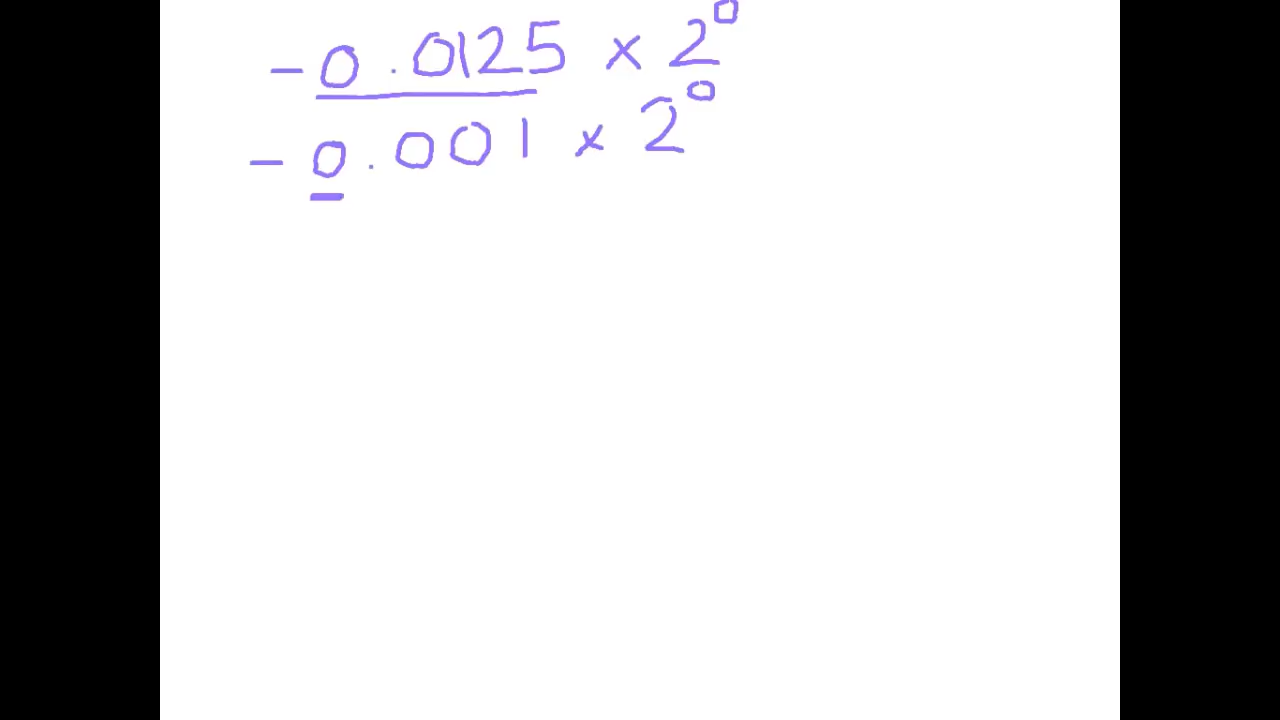 -0.0125 × 2⁰
-0.001 × 2⁰